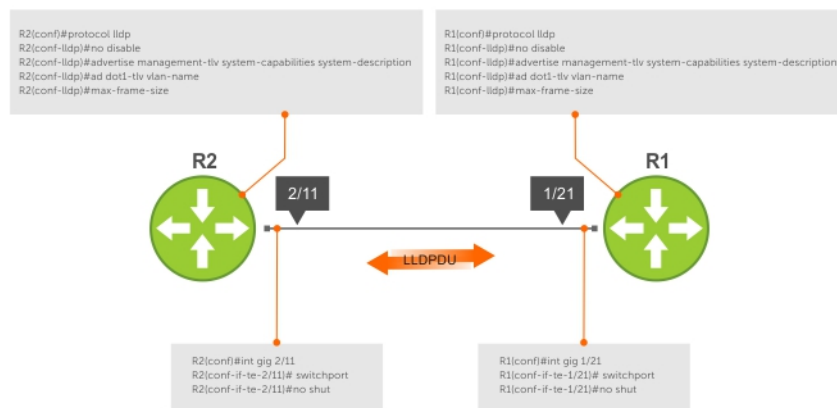 R2(conf)#protocol lldp
R2(conf-lldp)#no disable
R2(conf-lldp)#advertise management-tlv system-capabilities system-description
R2(conf-lldp)#ad dot1-tlv vlan-name
R2(conf-lldp)#max-frame-size
R1(conf)#protocol lldp
R1(conf-lldp)#no disable
R1(conf-lldp)#advertise management-tlv system-capabilities system-description
R1(conf-lldp)#ad dot1-tlv vlan-name
R1(conf-lldp)#max-frame-size
R2
R1
2/11
1/21
LLDPDU
R2(conf)#int gig 2/11
R2(conf-if-te-2/11)# switchport
R2(conf-if-te-2/11)#no shut
R1(conf)#int gig 1/21
R1(conf-if-te-1/21)# switchport
R1(conf-if-te-1/21)#no shut